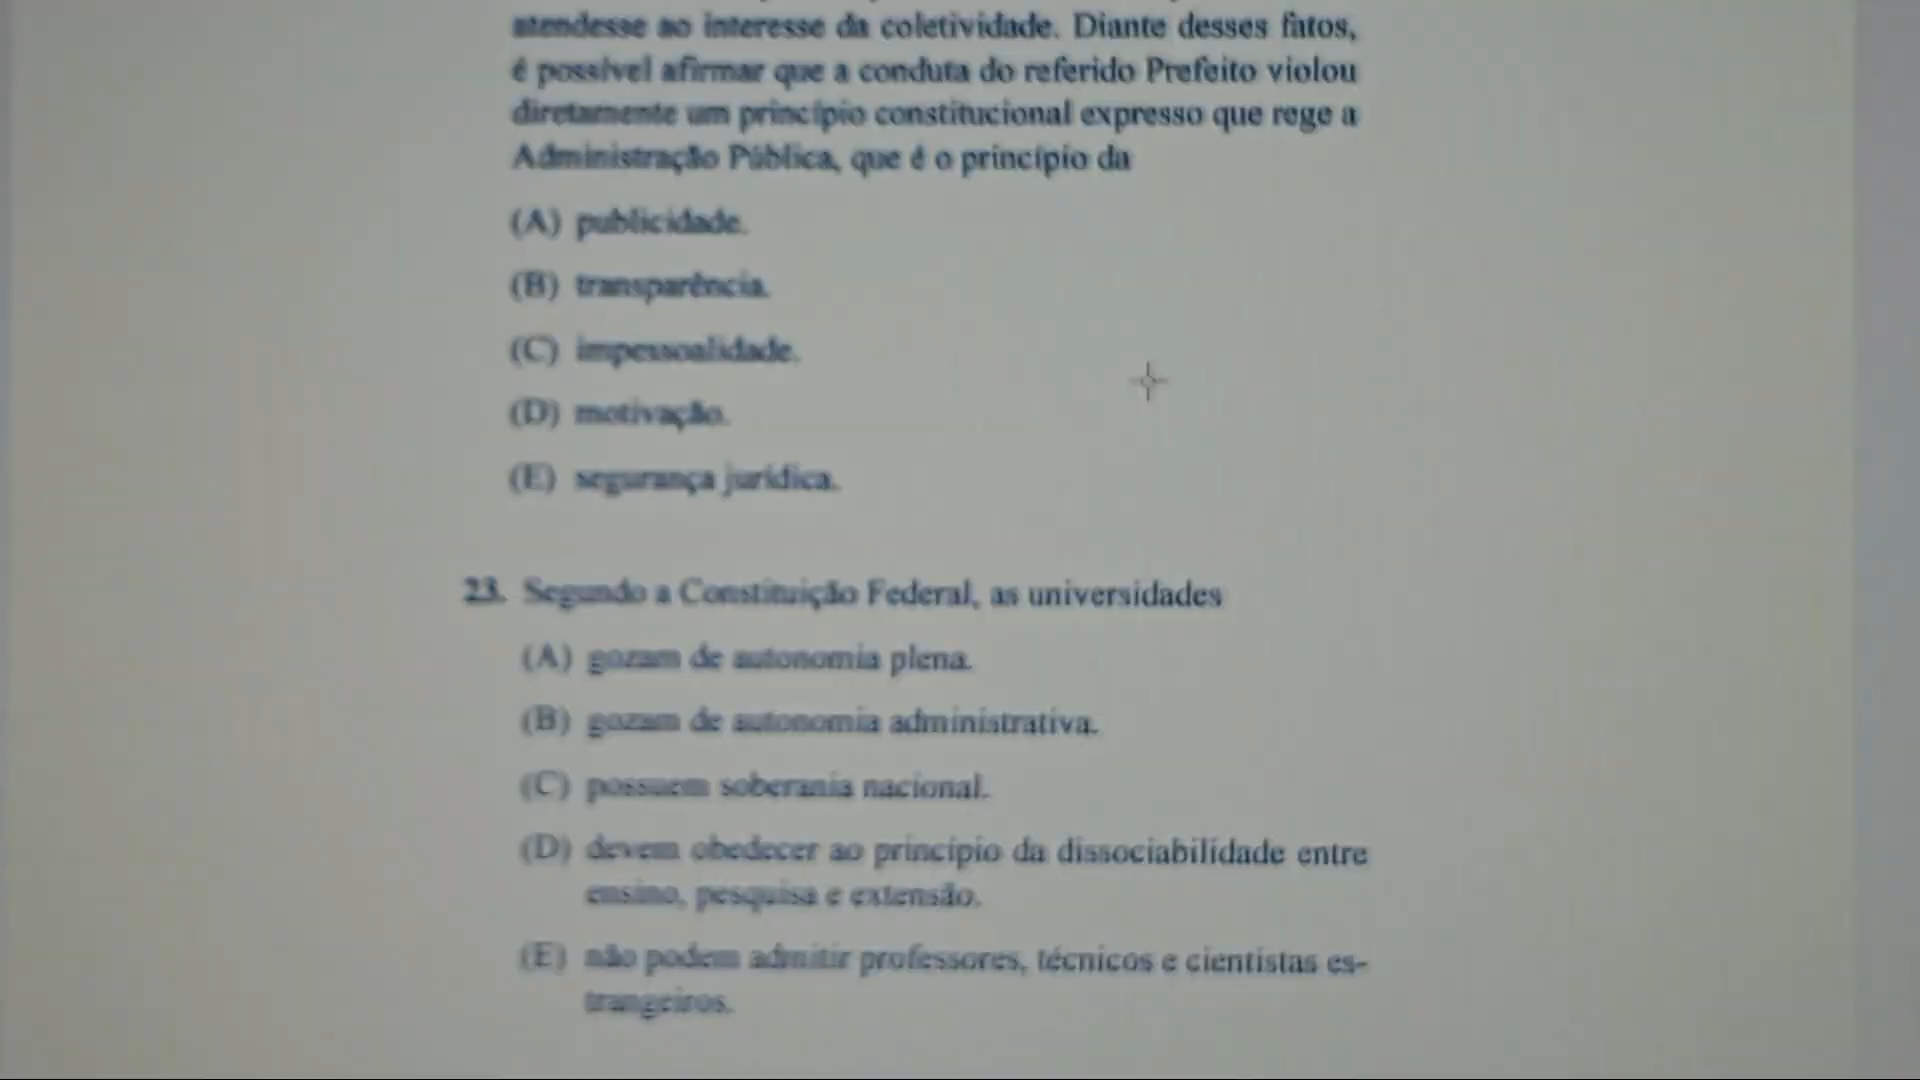 atendesse ao interesse da coletividade. Diante desses fatos,
é possível afirmar que a conduta do referido Prefeito violou
diretamente um princípio constitucional expresso que rege a
Administração Pública, que é o princípio da
(A) publicidade.
(B) transparência.
(C) impessoalidade.
(D) motivação.
(E) segurança jurídica.
23. Segundo a Constituição Federal, as universidades
(A) gozam de autonomia plena.
(B) gozam de autonomia administrativa.
(C) possuem soberania nacional.
(D) devem obedecer ao princípio da dissociabilidade entre
ensino, pesquisa e extensão.
(E) não podem admitir professores, técnicos e cientistas es-
trangeiros.